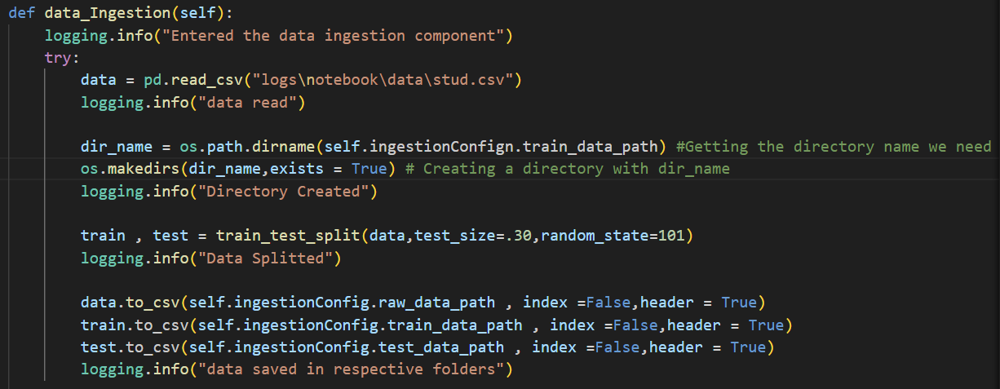 def data_Ingestion(self):
    logging.info("Entered the data ingestion component")
    try:
        data = pd.read_csv("logs\notebook\data\stud.csv")
        logging.info("data read")

        dir_name = os.path.dirname(self.ingestionConfign.train_data_path) #Getting the directory name we need
        os.makedirs(dir_name,exists = True) # Creating a directory with dir_name
        logging.info("Directory Created")

        train , test = train_test_split(data,test_size=.30,random_state=101)
        logging.info("Data Splitted")

        data.to_csv(self.ingestionConfig.raw_data_path , index =False,header = True)
        train.to_csv(self.ingestionConfig.train_data_path , index =False,header = True)
        test.to_csv(self.ingestionConfig.test_data_path , index =False,header = True)
        logging.info("data saved in respective folders")